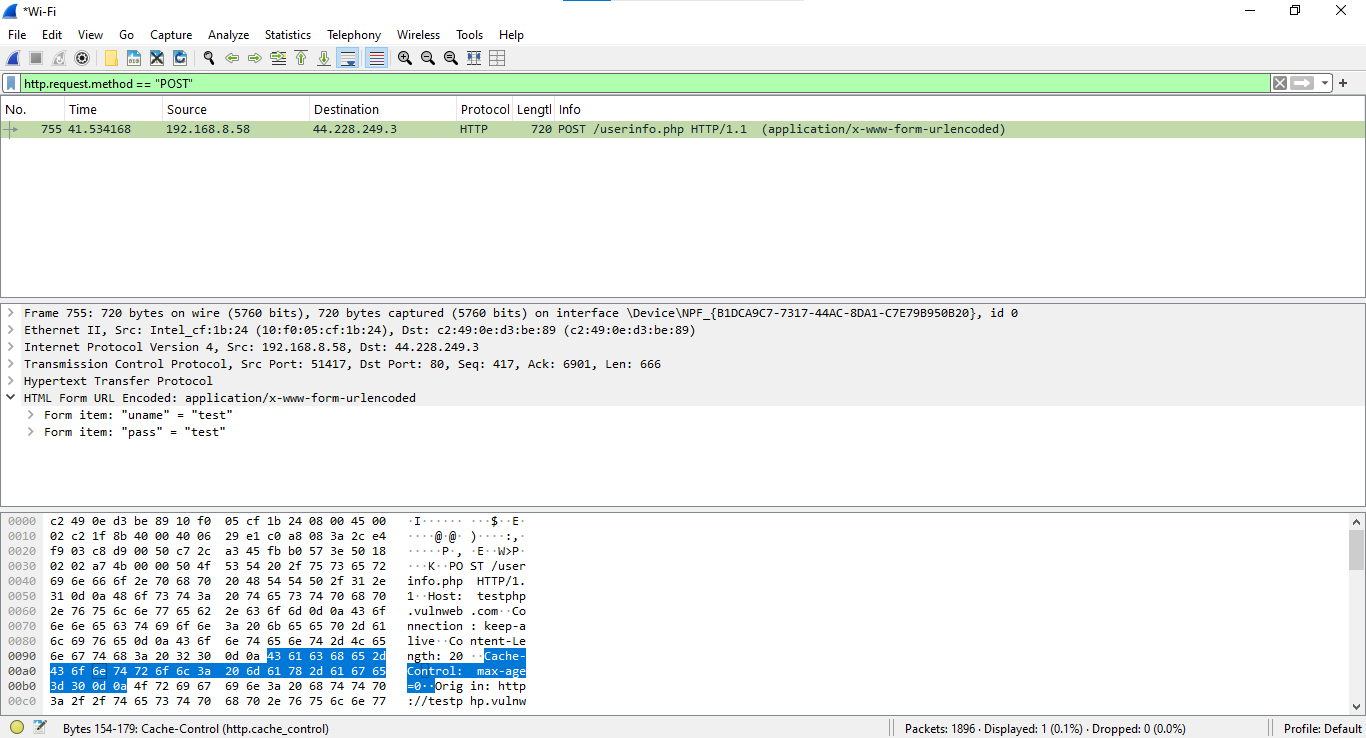 *Wi-Fi
File Edit View Go Capture Analyze Statistics Telephony Wireless Tools Help
http.request.method == "POST"
No. Time Source Destination Protocol Lengtl Info
755 41.534168 192.168.8.58 44.228.249.3 HTTP 720 POST /userinfo.php HTTP/1.1 (application/x-www-form-urlencoded)
Frame 755: 720 bytes on wire (5760 bits), 720 bytes captured (5760 bits) on interface \Device\NPF_{B1DCA9C7-7317-44AC-8DA1-C7E79B950B20}, id 0
Ethernet II, Src: Intel_cf:1b:24 (10:f0:05:cf:1b:24), Dst: c2:49:0e:d3:be:89 (c2:49:0e:d3:be:89)
Internet Protocol Version 4, Src: 192.168.8.58, Dst: 44.228.249.3
Transmission Control Protocol, Src Port: 51417, Dst Port: 80, Seq: 417, Ack: 6901, Len: 666
Hypertext Transfer Protocol
HTML Form URL Encoded: application/x-www-form-urlencoded
Form item: "uname" = "test"
Form item: "pass" = "test"
0000 c2 49 0e d3 be 89 10 f0 05 cf 1b 24 08 00 45 00 ·I······ ···$··E·
0010 02 c2 1f 8b 40 00 40 06 29 e1 c0 a8 08 3a 2c e4 ····@·@· )····:,·
0020 f9 03 c8 d9 00 50 c7 2c a3 45 fb b0 57 3e 50 18 ·····P·, ·E··W>P·
0030 02 02 a7 4b 00 00 50 4f 53 54 20 2f 75 73 65 72 ···K··PO ST /user
0040 69 6e 66 6f 2e 70 68 70 20 48 54 54 50 2f 31 2e info.php HTTP/1.
0050 31 0d 0a 48 6f 73 74 3a 20 74 65 73 74 70 68 70 1··Host: testphp
0060 2e 76 75 6c 6e 77 65 62 2e 63 6f 6d 0d 0a 43 6f .vulnweb .com··Co
0070 6e 6e 65 63 74 69 6f 6e 3a 20 6b 65 65 70 2d 61 nnection : keep-a
0080 6c 69 76 65 0d 0a 43 6f 6e 74 65 6e 74 2d 4c 65 live··Co ntent-Le
0090 6e 67 74 68 3a 20 32 30 0d 0a 43 61 63 68 65 2d ngth: 20 ··Cache-
00a0 43 6f 6e 74 72 6f 6c 3a 20 6d 61 78 2d 61 67 65 Control: max-age
00b0 3d 30 0d 0a 4f 72 69 67 69 6e 3a 20 68 74 74 70 =0··Orig in: http
00c0 3a 2f 2f 74 65 73 74 70 68 70 2e 76 75 6c 6e 77 ://testp hp.vulnw
Bytes 154-179: Cache-Control (http.cache_control) Packets: 1896 · Displayed: 1 (0.1%) · Dropped: 0 (0.0%) Profile: Default